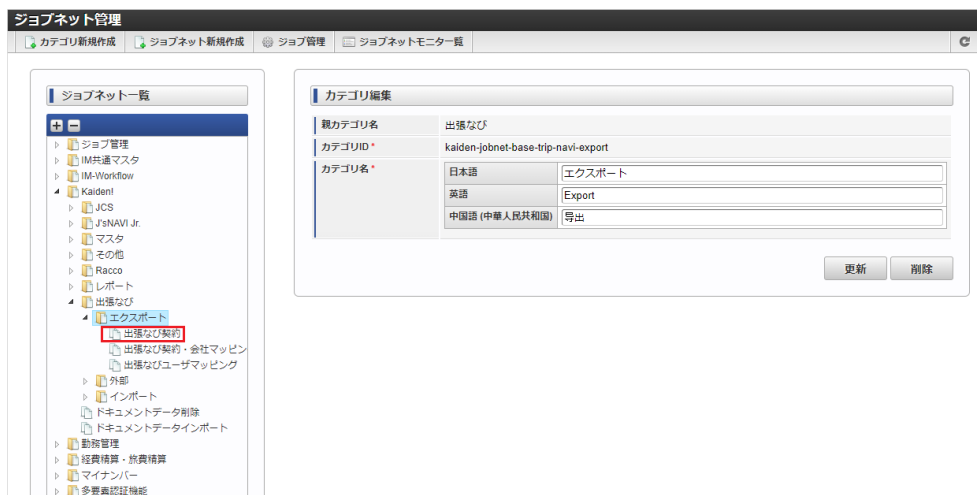 ジョブネット管理
カテゴリ新規作成 ジョブネット新規作成 ジョブ管理 ジョブネットモニター覧
ジョブネット一覧
ジョブ管理
IM共通マスタ
IM-Workflow
Kaiden!
JCS
J'sNAVI Jr.
マスタ
その他
Racco
レポート
出張なび
エクスポート
出張なび契約
出張なび契約・会社マッピン
出張なびユーザマッピング
外部
インポート
ドキュメントデータ削除
ドキュメントデータインポート
勤務管理
経費精算・旅費精算
マイナンバー
多要素認証機能
カテゴリ編集
親カテゴリ名 出張なび
カテゴリID * kaiden-jobnet-base-trip-navi-export
カテゴリ名 * 日本語 エクスポート
英語 Export
中国語 (中華人民共和国) 导出
更新 削除